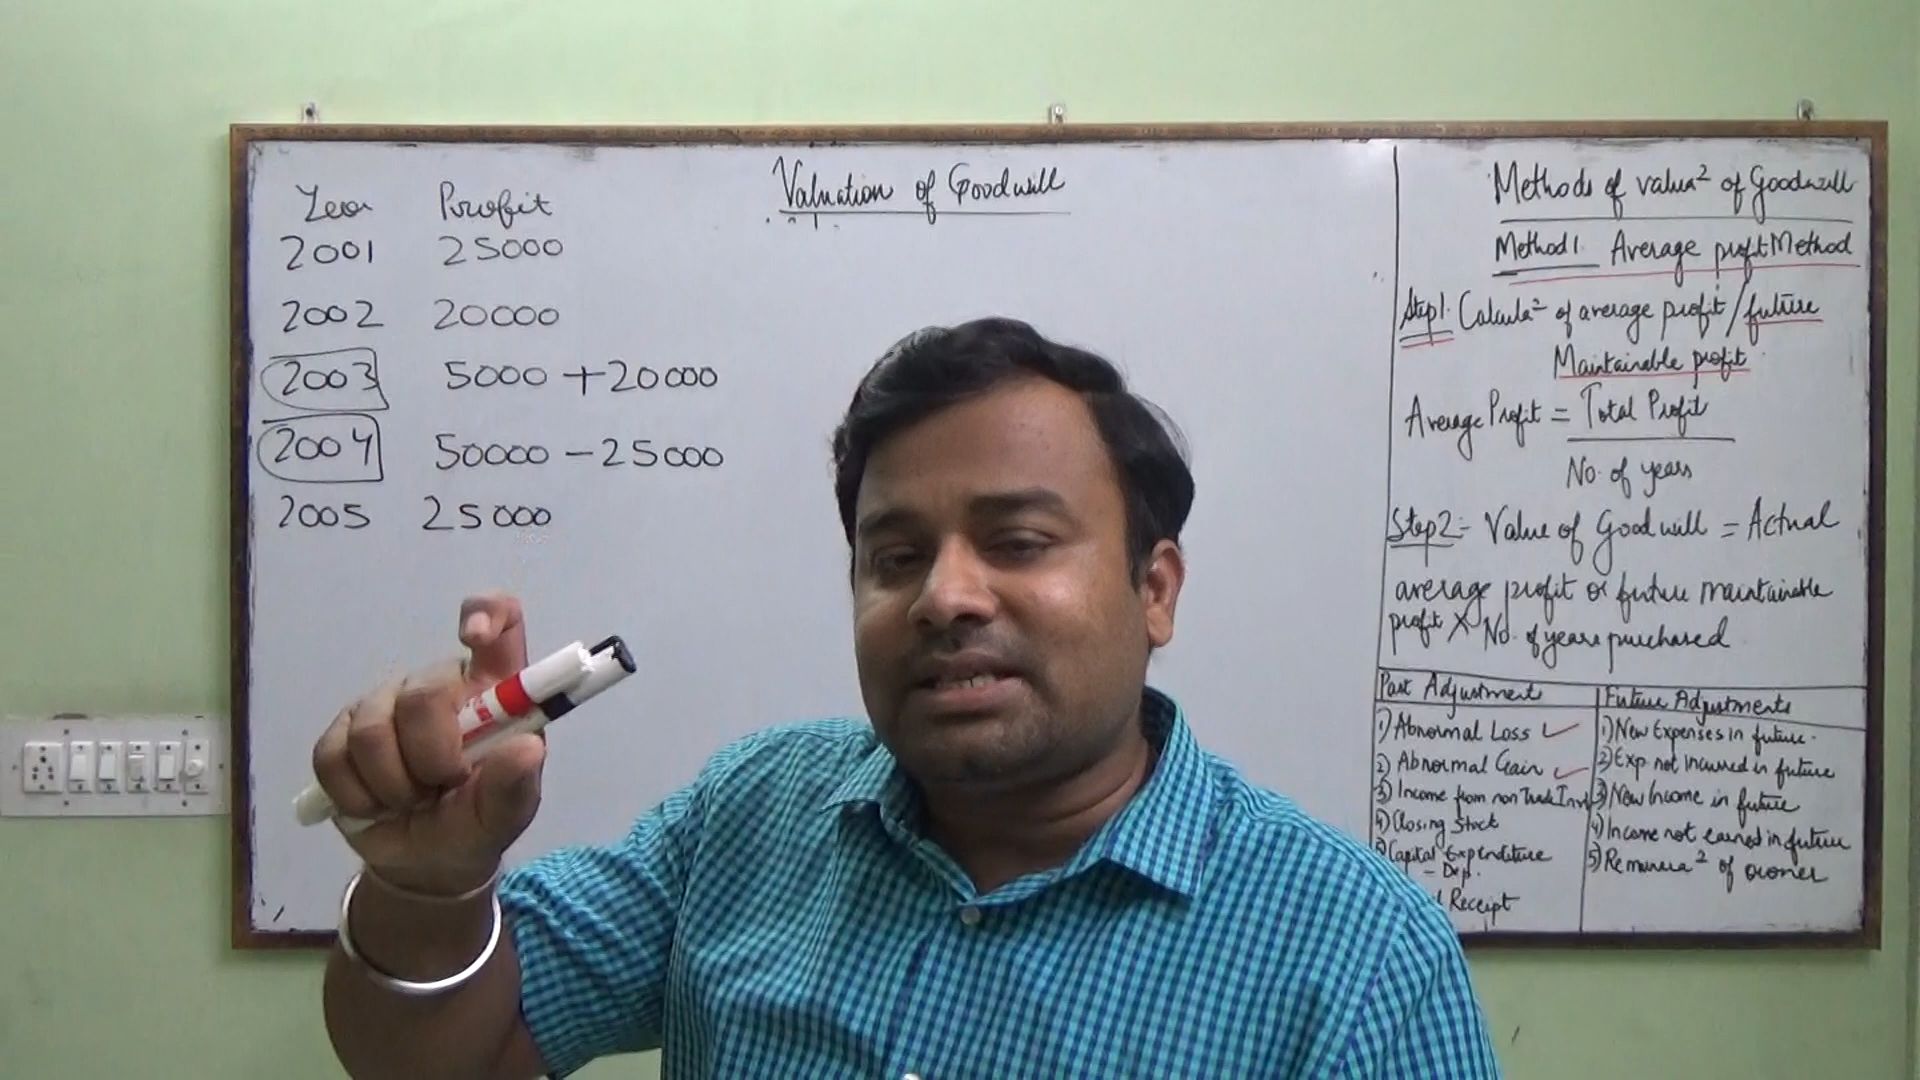 Valuation of Goodwill
Year Profit
2001 25000
2002 20000
2003 5000 + 20000
2004 50000 - 25000
2005 25000
Methods of valua² of Goodwill
Method 1. Average profit Method
Step 1. Calcula² of average profit / future
Maintainable profit
Average Profit = Total Profit
No. of years
Step 2:- Value of Goodwill = Actual
average profit or future maintainable
profit X No. of years purchased
Past Adjustment
1) Abnormal Loss ✓
2) Abnormal Gain ✓
3) Income from non Trade Inv
4) Closing Stock
5) Capital Expenditure
- Dep.
Receipt
Future Adjustments
1) New Expenses in future.
2) Exp not incurred in future
3) New Income in future
4) Income not earned in future
5) Remunera² of owner